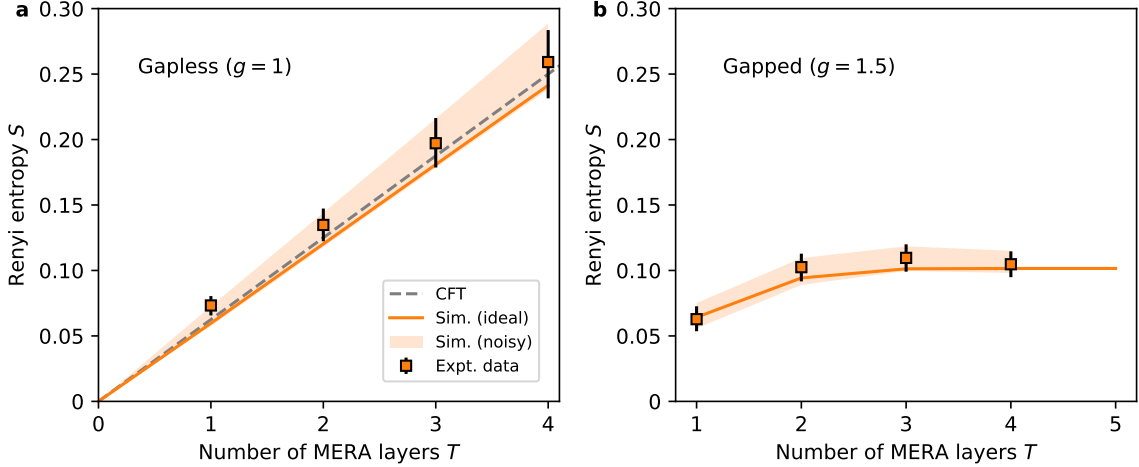 a
0.30
0.25
0.20
0.15
0.10
0.05
0
Renyi entropy S
Gapless (g = 1)
CFT
Sim. (ideal)
Sim. (noisy)
Expt. data
0 1 2 3 4
Number of MERA layers T
b
0.30
0.25
0.20
0.15
0.10
0.05
0
Renyi entropy S
Gapped (g = 1.5)
1 2 3 4 5
Number of MERA layers T